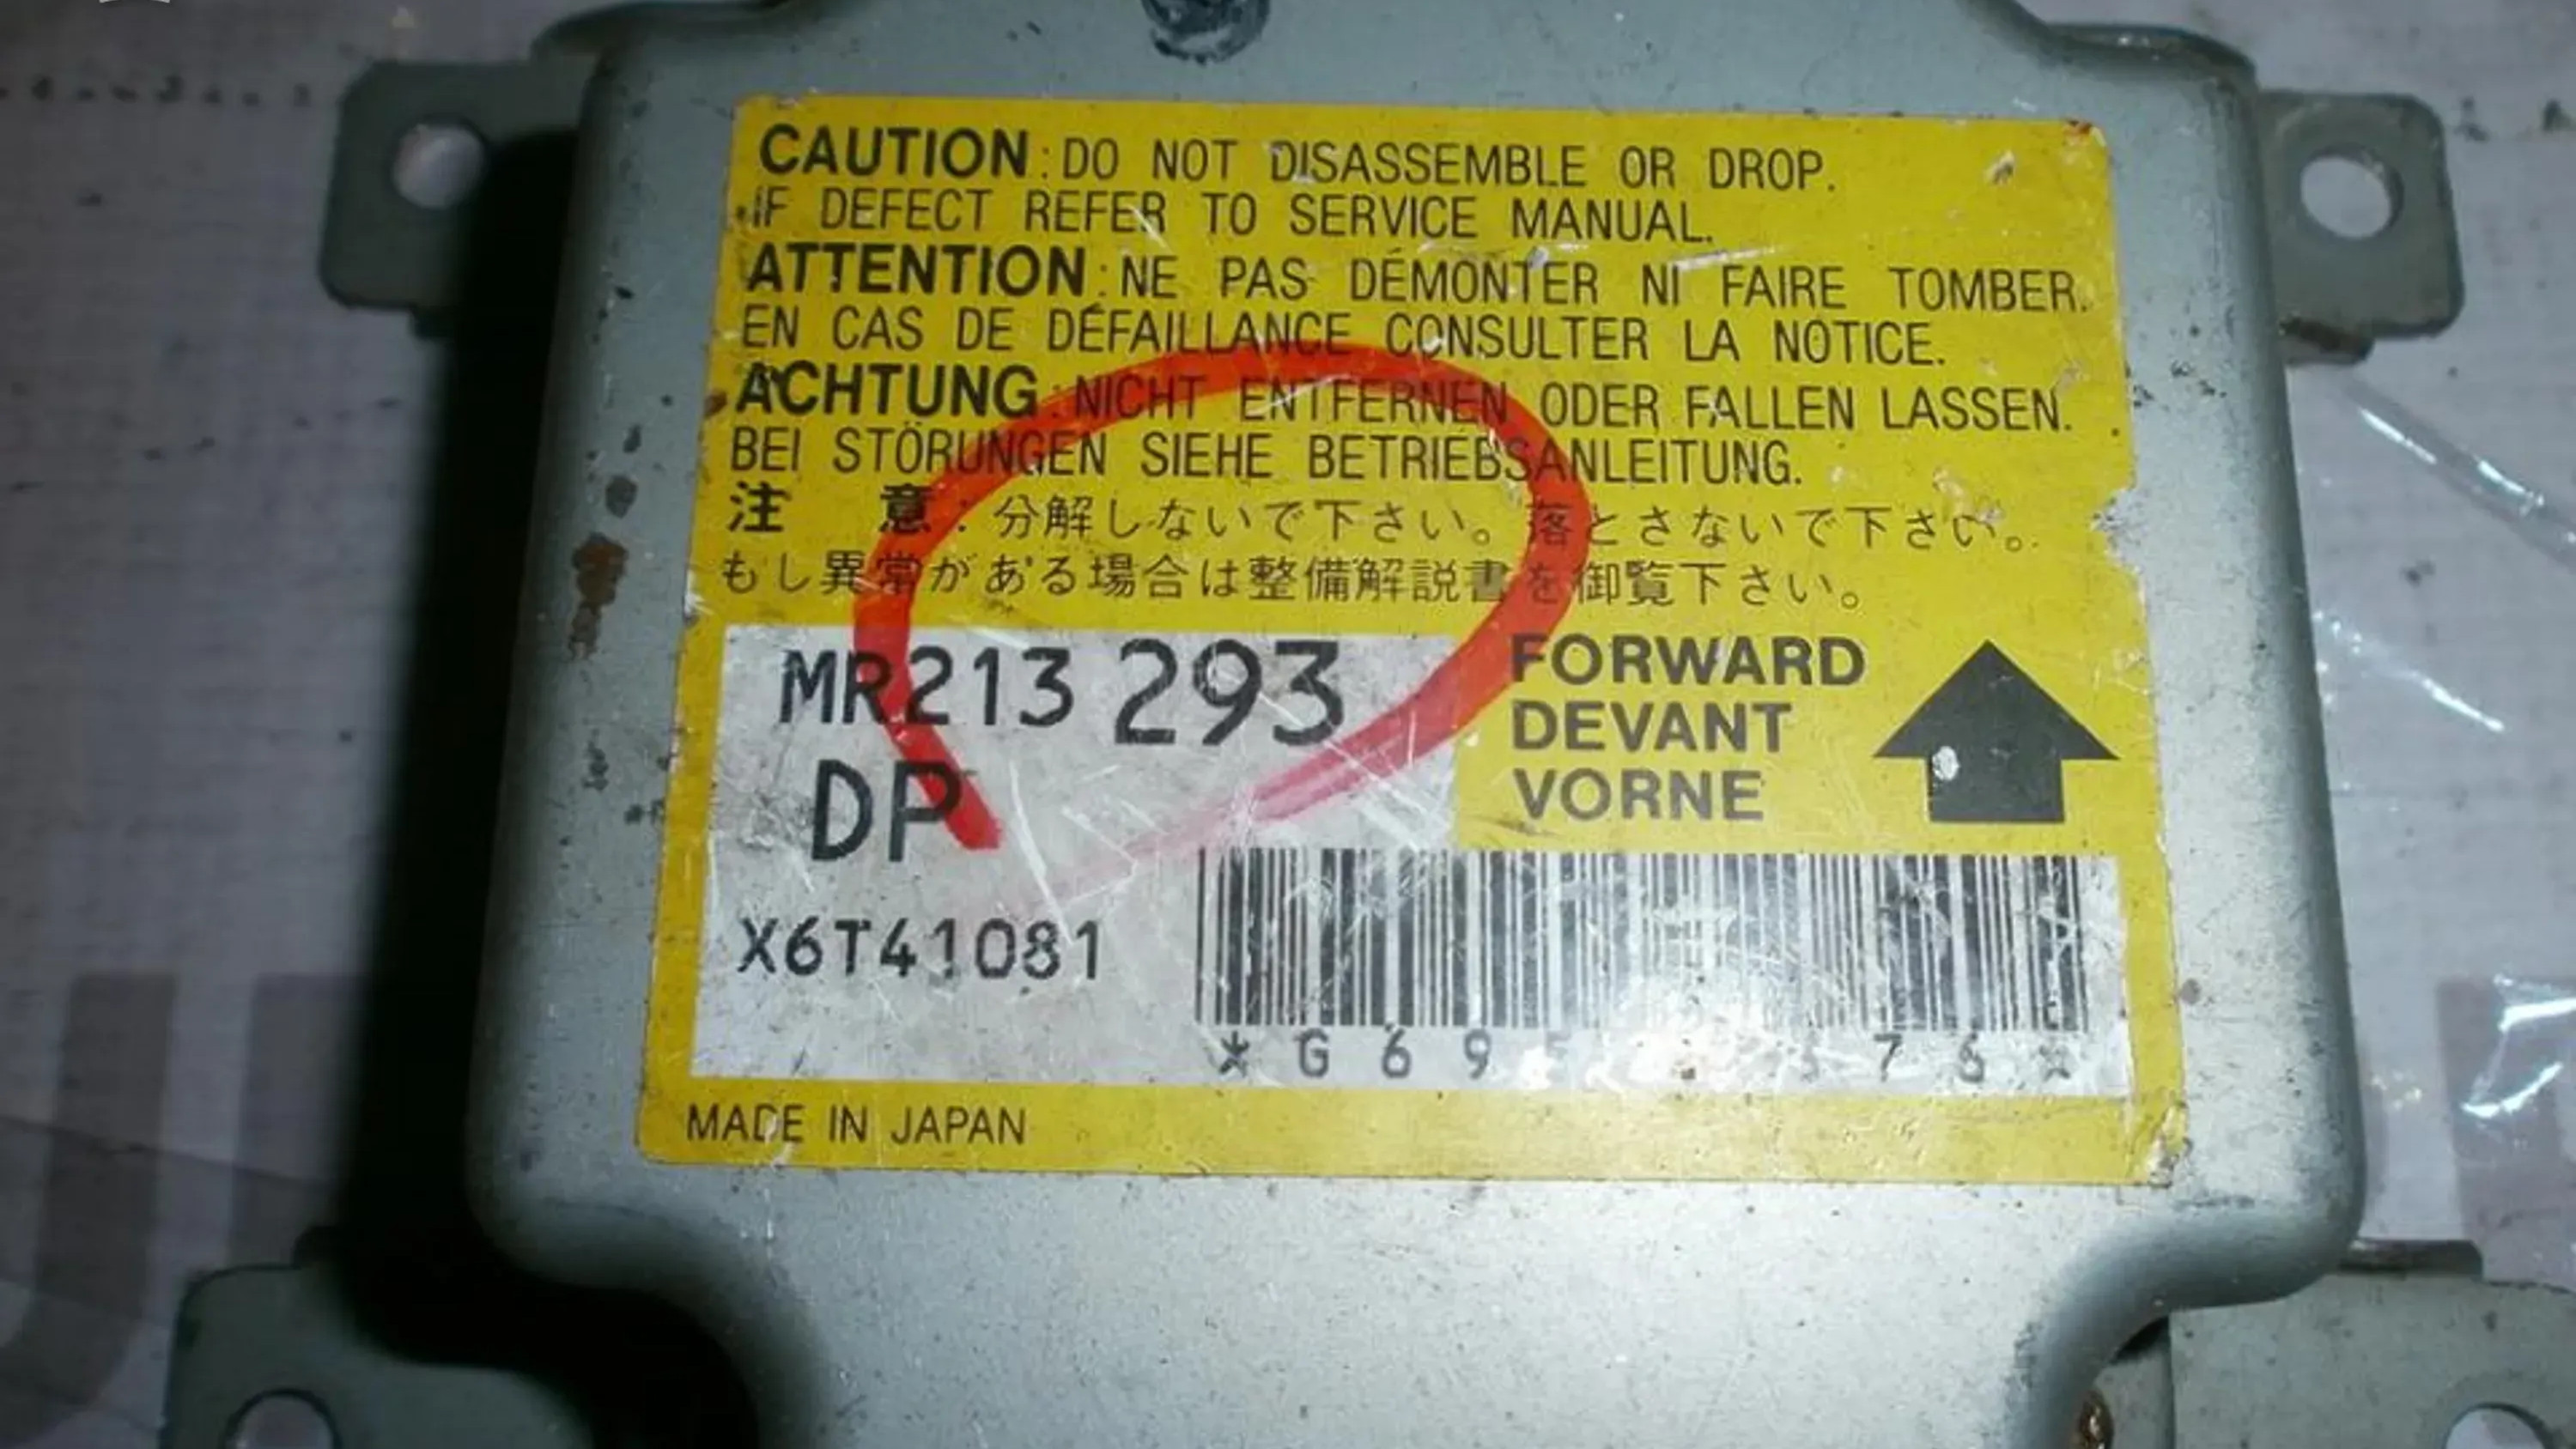 CAUTION:DO NOT DISASSEMBLE OR DROP.
IF DEFECT REFER TO SERVICE MANUAL.
ATTENTION:NE PAS DÉMONTER NI FAIRE TOMBER.
EN CAS DE DÉFAILLANCE CONSULTER LA NOTICE.
ACHTUNG:NICHT ENTFERNEN ODER FALLEN LASSEN.
BEI STÖRUNGEN SIEHE BETRIEBSANLEITUNG.
注 意:分解しないで下さい。落とさないで下さい。
もし異常がある場合は整備解説書を御覧下さい。
MR213 293
DP
FORWARD
DEVANT
VORNE
X6T41081
MADE IN JAPAN